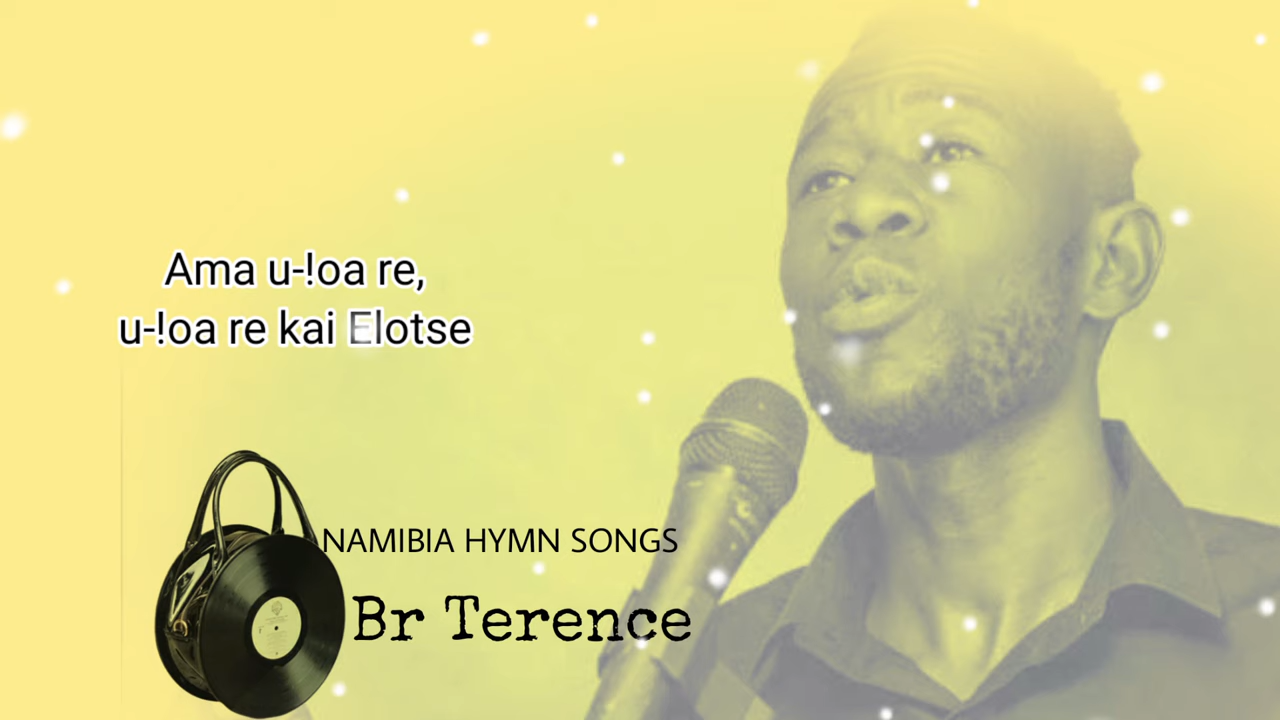 Ama u-!oa re,
u-!oa re kai Elotse
NAMIBIA HYMN SONGS
Br Terence